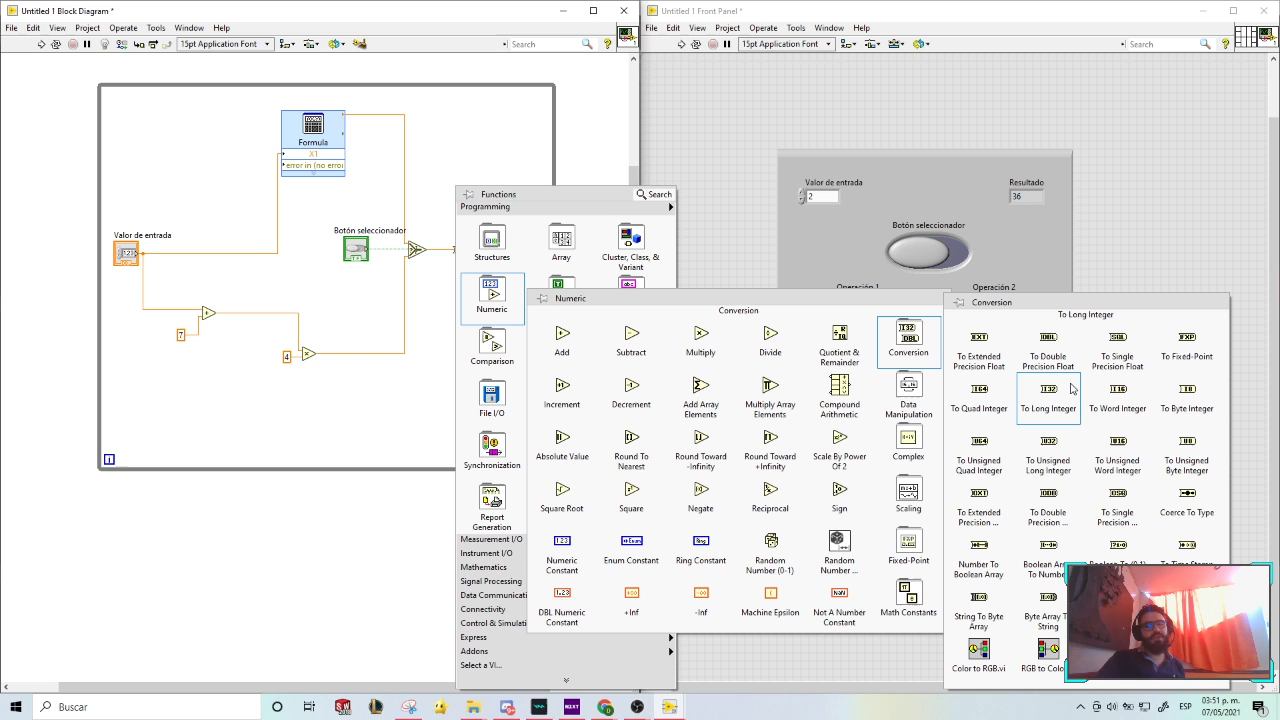 Untitled 1 Block Diagram *
File Edit View Project Operate Tools Window Help
15pt Application Font
Search
Untitled 1 Front Panel *
File Edit View Project Operate Tools Window Help
15pt Application Font
Search
Formula
X1
error in (no error
Valor de entrada
123
7
4
Botón seleccionador
i
Valor de entrada
2
Resultado
36
Botón seleccionador
Operación 1
Operación 2
Functions
Search
Programming
Structures
Array
Cluster, Class, & Variant
Numeric
Comparison
File I/O
Synchronization
Report Generation
Measurement I/O
Instrument I/O
Mathematics
Signal Processing
Data Communicati
Connectivity
Control & Simulati
Express
Addons
Select a VI...
Numeric
Conversion
Add
Subtract
Multiply
Divide
Quotient & Remainder
Conversion
Increment
Decrement
Add Array Elements
Multiply Array Elements
Compound Arithmetic
Data Manipulation
Absolute Value
Round To Nearest
Round Toward -Infinity
Round Toward +Infinity
Scale By Power Of 2
Complex
Square Root
Square
Negate
Reciprocal
Sign
Scaling
Numeric Constant
Enum Constant
Ring Constant
Random Number (0-1)
Random Number ...
Fixed-Point
DBL Numeric Constant
+Inf
-Inf
Machine Epsilon
Not A Number Constant
Math Constants
Conversion
To Long Integer
To Extended Precision Float
To Double Precision Float
To Single Precision Float
To Fixed-Point
To Quad Integer
To Long Integer
To Word Integer
To Byte Integer
To Unsigned Quad Integer
To Unsigned Long Integer
To Unsigned Word Integer
To Unsigned Byte Integer
To Extended Precision ...
To Double Precision ...
To Single Precision ...
Coerce To Type
Number To Boolean Array
Boolean Ar
To Numbe
String To Byte Array
Byte Array
String
Color to RGB.vi
RGB to Colo
Buscar
ESP
03:51 p. m.
07/05/2021